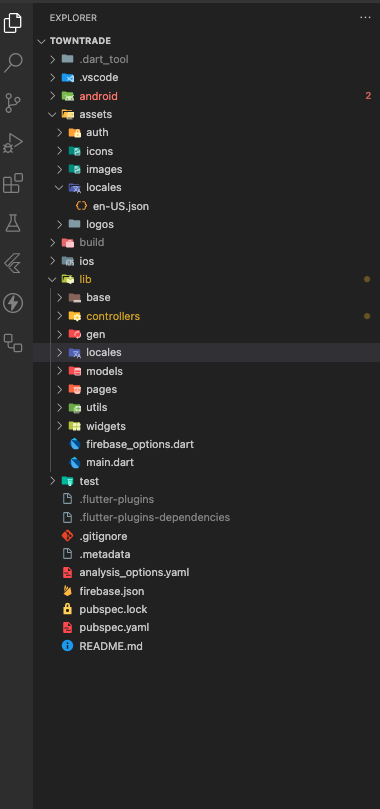 EXPLORER
TOWNTRADE
.dart_tool
.vscode
android 2
assets
auth
icons
images
locales
en-US.json
logos
build
ios
lib
base
controllers
gen
locales
models
pages
utils
widgets
firebase_options.dart
main.dart
test
.flutter-plugins
.flutter-plugins-dependencies
.gitignore
.metadata
analysis_options.yaml
firebase.json
pubspec.lock
pubspec.yaml
README.md